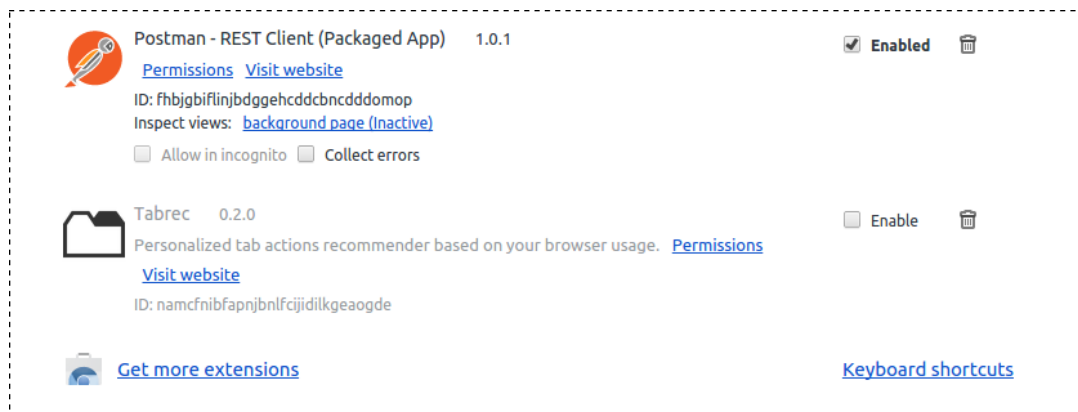 Postman - REST Client (Packaged App) 1.0.1 Enabled
Permissions Visit website
ID: fhbjgbiflinjbdggehcddcbncdddomop
Inspect views: background page (Inactive)
Allow in incognito Collect errors
Tabrec 0.2.0 Enable
Personalized tab actions recommender based on your browser usage. Permissions
Visit website
ID: namcfnibfapnjbnlfcijidilkgeaogde
Get more extensions Keyboard shortcuts